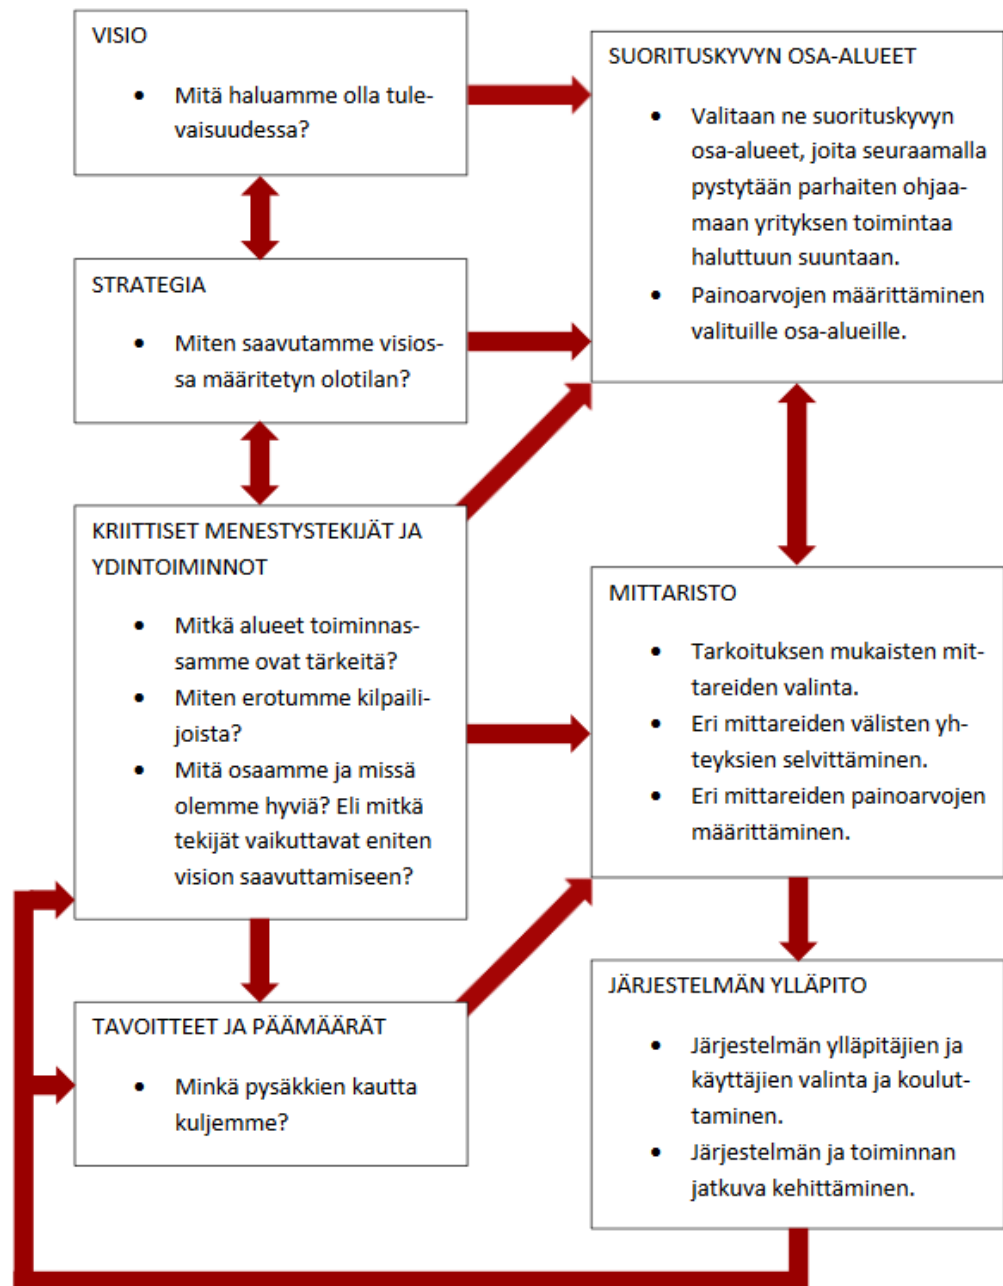 VISIO
• Mitä haluamme olla tule-
vaisuudessa?
STRATEGIA
• Miten saavutamme visios-
sa määritetyn olotilan?
KRIITTISET MENESTYSTEKIJÄT JA
YDINTOIMINNOT
• Mitkä alueet toiminnas-
samme ovat tärkeitä?
• Miten erotumme kilpaili-
joista?
• Mitä osaamme ja missä
olemme hyviä? Eli mitkä
tekijät vaikuttavat eniten
vision saavuttamiseen?
TAVOITTEET JA PÄÄMÄÄRÄT
• Minkä pysäkkien kautta
kuljemme?
SUORITUSKYVYN OSA-ALUEET
• Valitaan ne suorituskyvyn
osa-alueet, joita seuraamalla
pystytään parhaiten ohjaa-
maan yrityksen toimintaa
haluttuun suuntaan.
• Painoarvojen määrittäminen
valituille osa-alueille.
MITTARISTO
• Tarkoituksen mukaisten mit-
tareiden valinta.
• Eri mittareiden välisten yh-
teyksien selvittäminen.
• Eri mittareiden painoarvojen
määrittäminen.
JÄRJESTELMÄN YLLÄPITO
• Järjestelmän ylläpitäjien ja
käyttäjien valinta ja koulut-
taminen.
• Järjestelmän ja toiminnan
jatkuva kehittäminen.